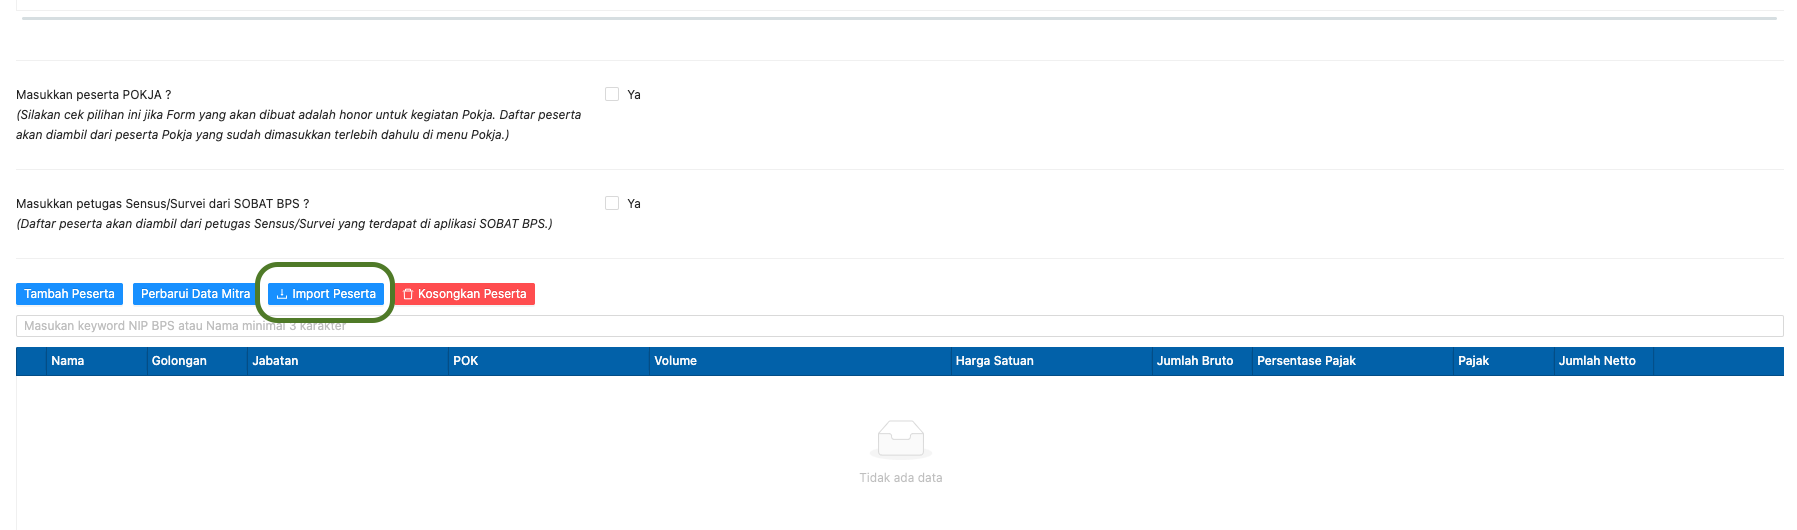 Masukkan peserta POKJA ?
Ya
(Silakan cek pilihan ini jika Form yang akan dibuat adalah honor untuk kegiatan Pokja. Daftar peserta
akan diambil dari peserta Pokja yang sudah dimasukkan terlebih dahulu di menu Pokja.)
Masukkan petugas Sensus/Survei dari SOBAT BPS ?
Ya
(Daftar peserta akan diambil dari petugas Sensus/Survei yang terdapat di aplikasi SOBAT BPS.)
Tambah Peserta Perbarui Data Mitra Import Peserta Kosongkan Peserta
Masukan keyword NIP BPS atau Nama minimal 3 karakter
Nama Golongan Jabatan POK Volume Harga Satuan Jumlah Bruto Persentase Pajak Pajak Jumlah Netto
Tidak ada data